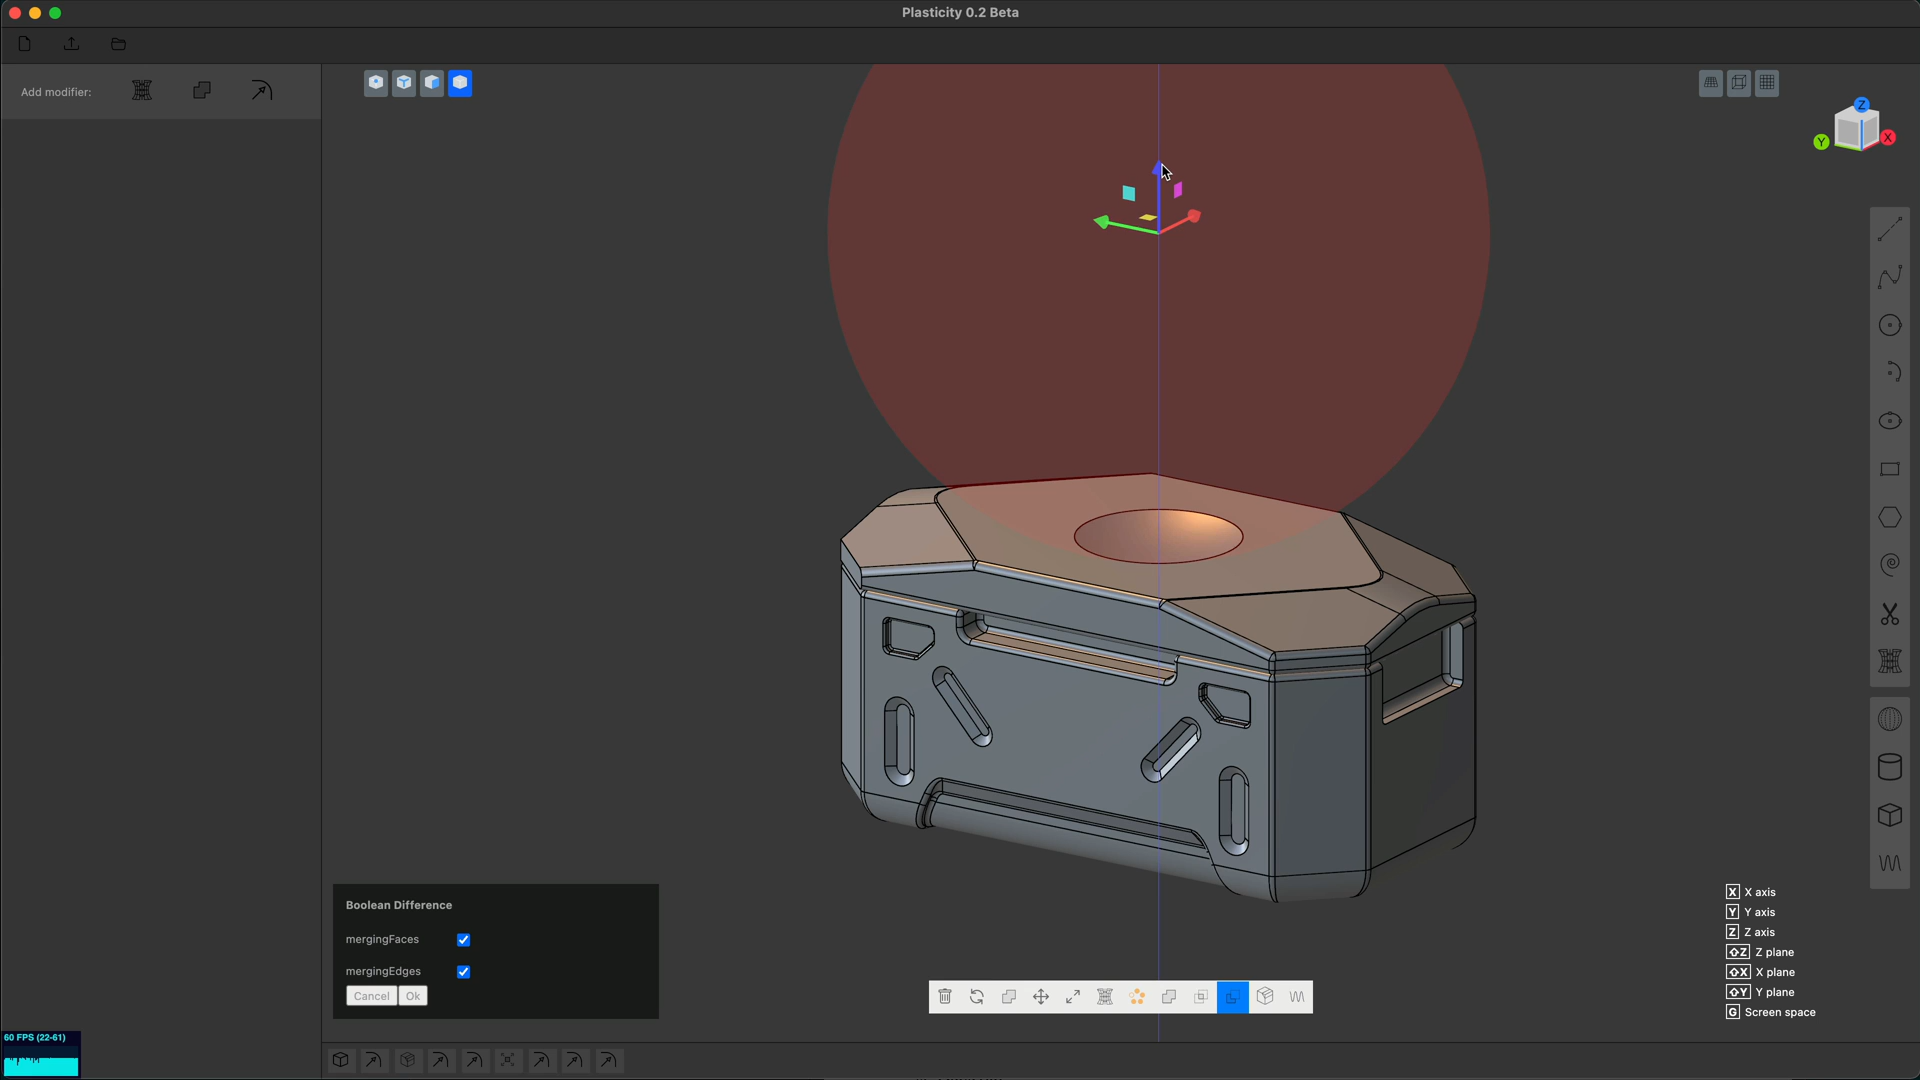 Plasticity 0.2 Beta
Add modifier:
Z
Y
X
Boolean Difference
mergingFaces
mergingEdges
Cancel
Ok
X X axis
Y Y axis
Z Z axis
⇧Z Z plane
⇧X X plane
⇧Y Y plane
G Screen space
60 FPS (22-61)